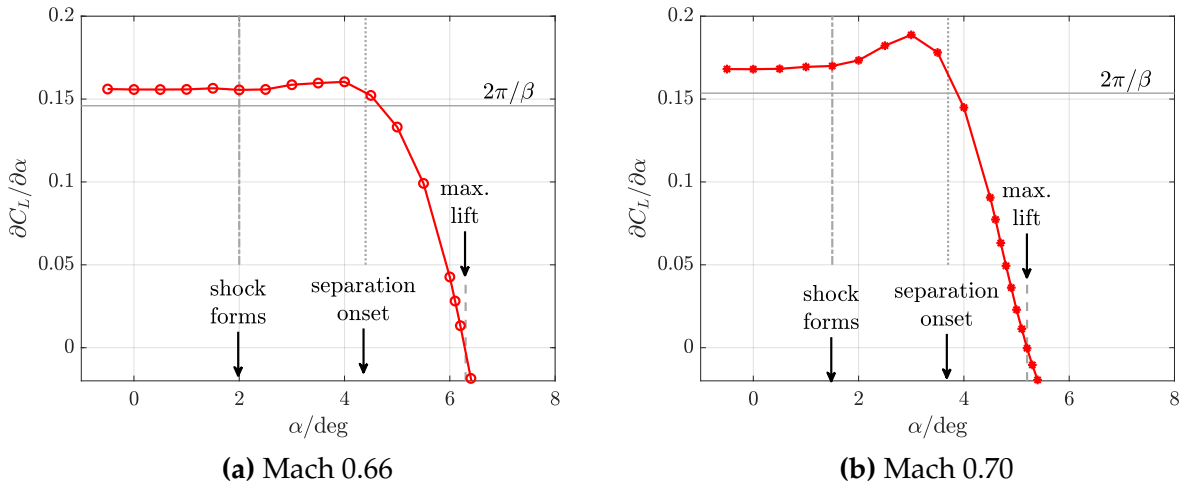 0.2
0.15
0.1
0.05
0
∂C_L/∂α
2π/β
max.
lift
shock
forms
separation
onset
0 2 4 6 8
α/deg
(a) Mach 0.66
0.2
0.15
0.1
0.05
0
∂C_L/∂α
2π/β
max.
lift
separation
onset
shock
forms
0 2 4 6 8
α/deg
(b) Mach 0.70